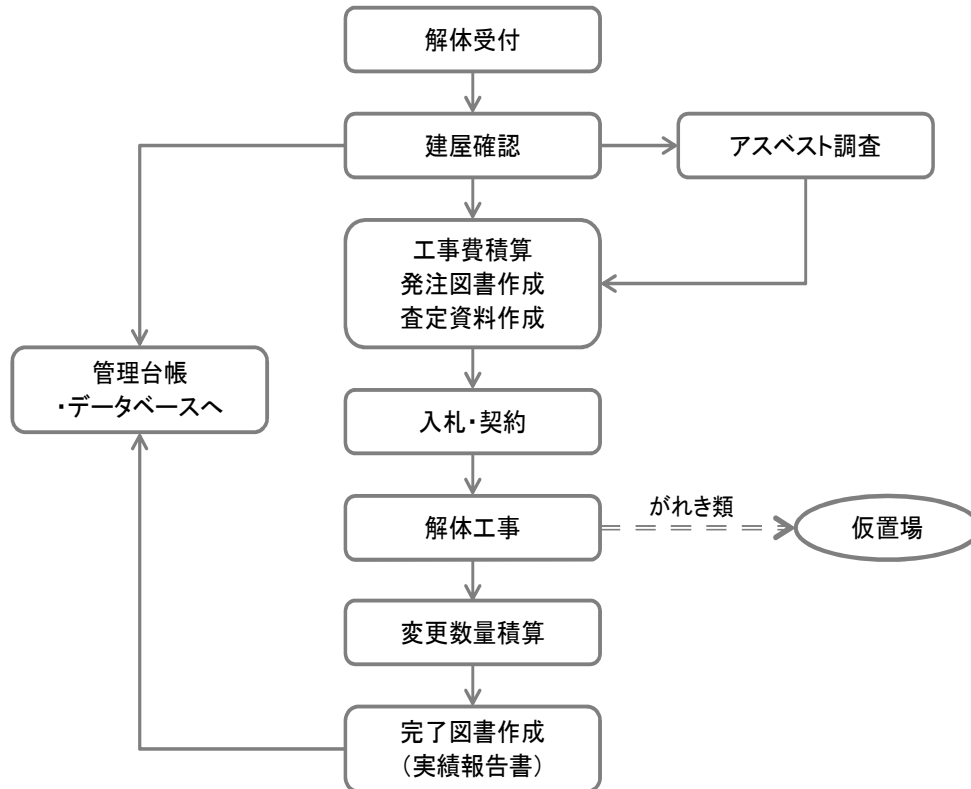 解体受付
建屋確認
アスベスト調査
工事費積算
発注図書作成
査定資料作成
管理台帳
・データベースへ
入札・契約
解体工事
がれき類
仮置場
変更数量積算
完了図書作成
（実績報告書）